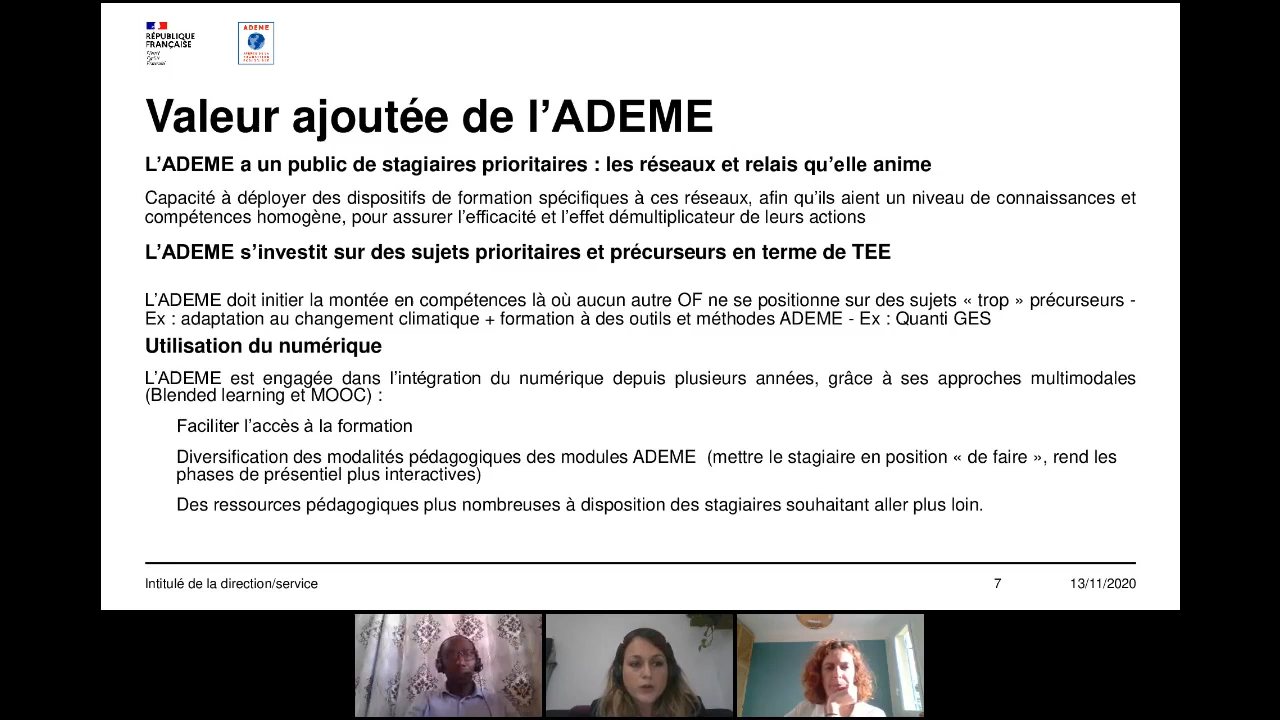 RÉPUBLIQUE
FRANÇAISE
ADEME
Valeur ajoutée de l’ADEME
L’ADEME a un public de stagiaires prioritaires : les réseaux et relais qu’elle anime
Capacité à déployer des dispositifs de formation spécifiques à ces réseaux, afin qu’ils aient un niveau de connaissances et
compétences homogène, pour assurer l’efficacité et l’effet démultiplicateur de leurs actions
L’ADEME s’investit sur des sujets prioritaires et précurseurs en terme de TEE
L’ADEME doit initier la montée en compétences là où aucun autre OF ne se positionne sur des sujets « trop » précurseurs -
Ex : adaptation au changement climatique + formation à des outils et méthodes ADEME - Ex : Quanti GES
Utilisation du numérique
L’ADEME est engagée dans l’intégration du numérique depuis plusieurs années, grâce à ses approches multimodales
(Blended learning et MOOC) :
Faciliter l’accès à la formation
Diversification des modalités pédagogiques des modules ADEME (mettre le stagiaire en position « de faire », rend les
phases de présentiel plus interactives)
Des ressources pédagogiques plus nombreuses à disposition des stagiaires souhaitant aller plus loin.
Intitulé de la direction/service
7
13/11/2020